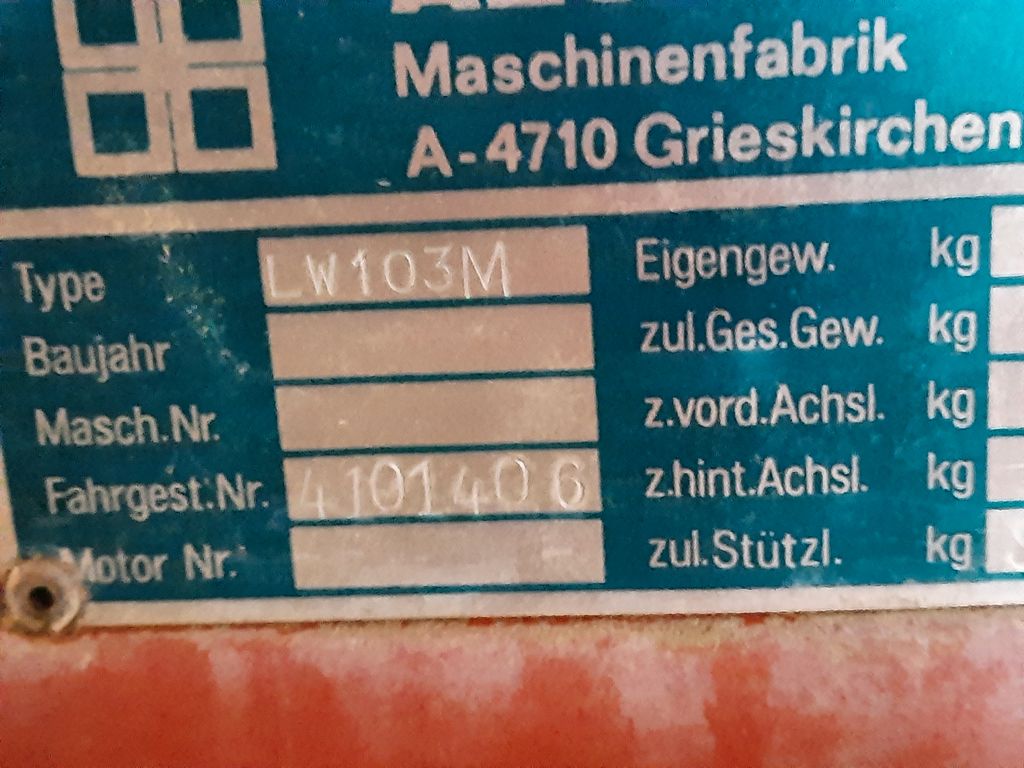 Maschinenfabrik
A-4710 Grieskirchen
Type LW103M Eigengew. kg
Baujahr zul.Ges.Gew. kg
Masch.Nr. z.vord.Achsl. kg
Fahrgest.Nr. 4101406 z.hint.Achsl. kg
Motor Nr. zul.Stützl. kg